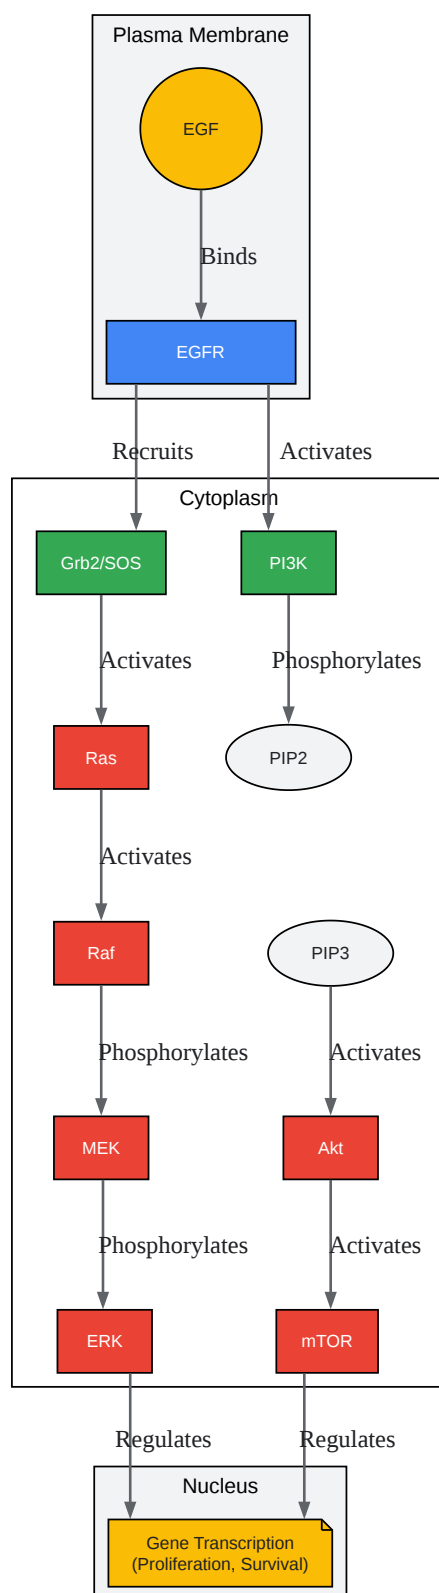 Plasma Membrane
EGF
Binds
EGFR
Recruits
Activates
Cytoplasm
Grb2/SOS
PI3K
Activates
Phosphorylates
Ras
PIP2
Activates
Raf
PIP3
Phosphorylates
Activates
MEK
Akt
Phosphorylates
Activates
ERK
mTOR
Regulates
Regulates
Nucleus
Gene Transcription
(Proliferation, Survival)